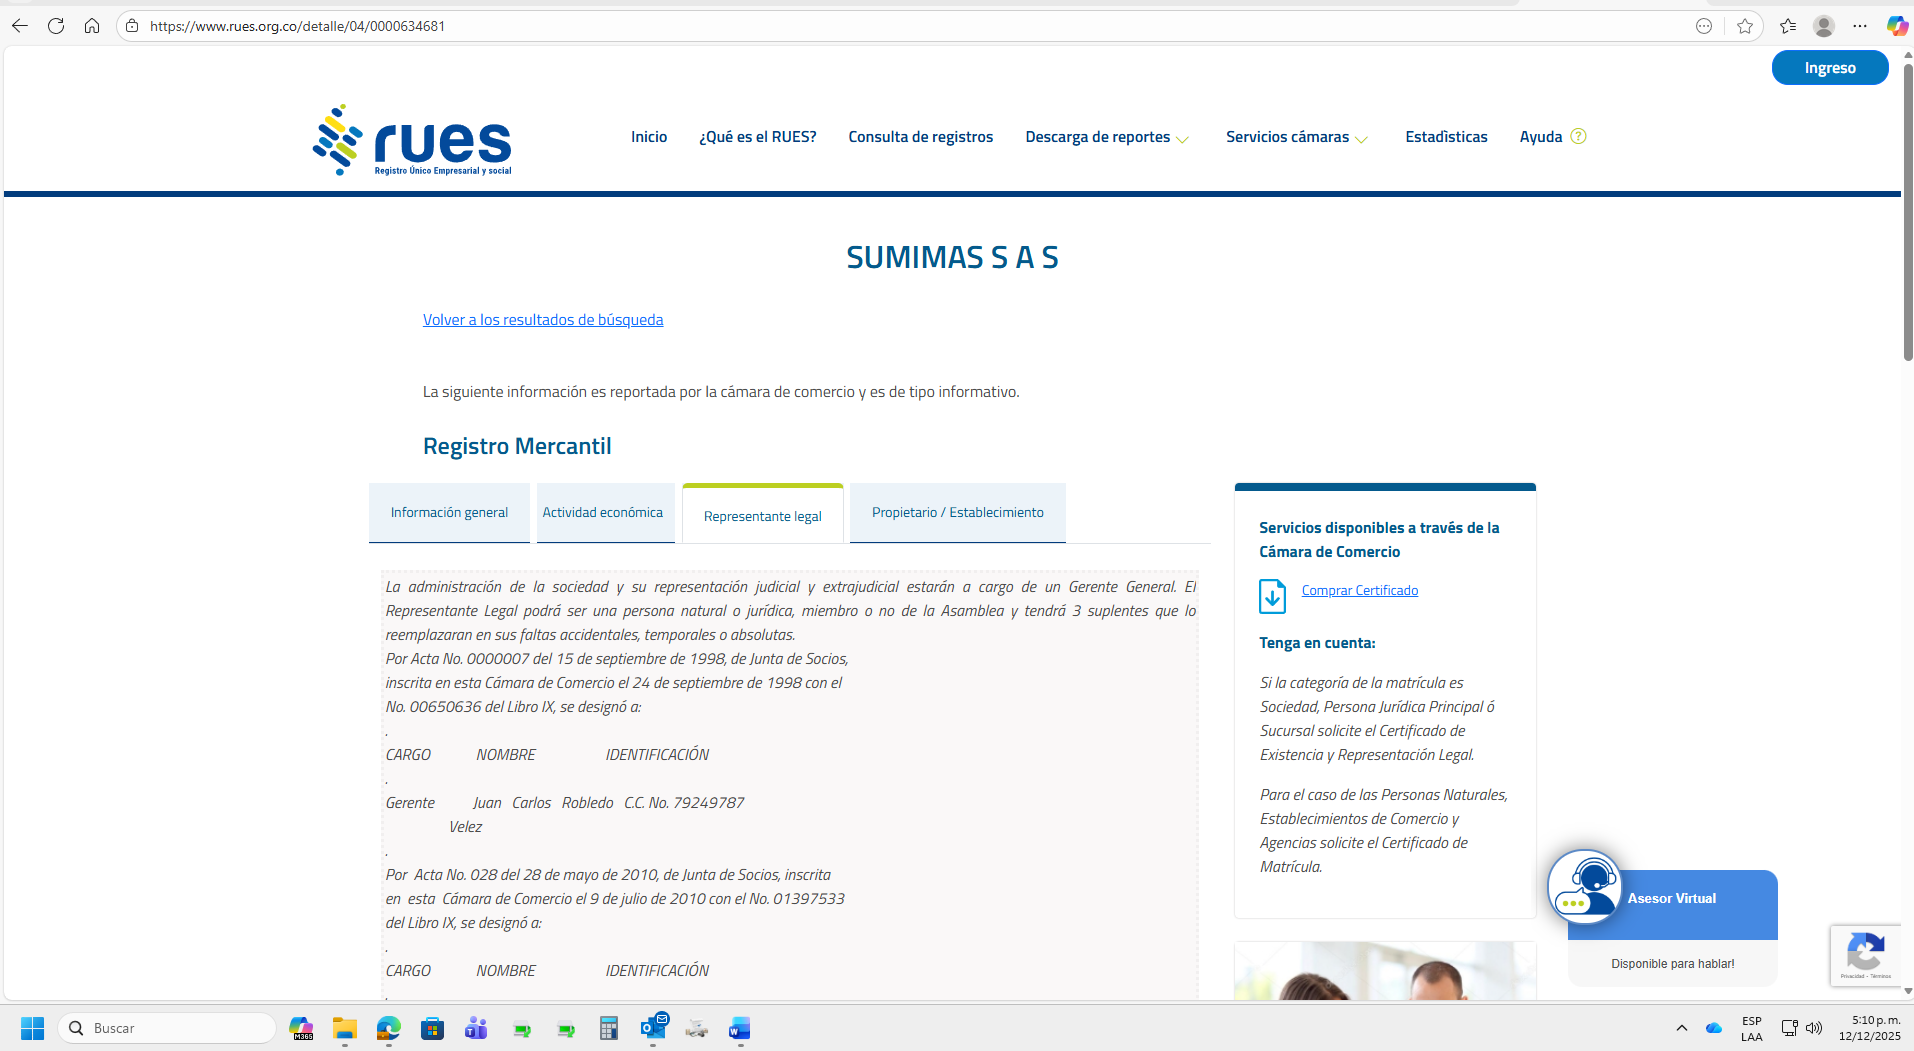 https://www.rues.org.co/detalle/04/0000634681
Ingreso
rues
Registro Único Empresarial y social
Inicio
¿Qué es el RUES?
Consulta de registros
Descarga de reportes
Servicios cámaras
Estadìsticas
Ayuda ?
SUMIMAS S A S
Volver a los resultados de búsqueda
La siguiente información es reportada por la cámara de comercio y es de tipo informativo.
Registro Mercantil
Información general
Actividad económica
Representante legal
Propietario / Establecimiento
La administración de la sociedad y su representación judicial y extrajudicial estarán a cargo de un Gerente General. El
Representante Legal podrá ser una persona natural o jurídica, miembro o no de la Asamblea y tendrá 3 suplentes que lo
reemplazaran en sus faltas accidentales, temporales o absolutas.
Por Acta No. 0000007 del 15 de septiembre de 1998, de Junta de Socios,
inscrita en esta Cámara de Comercio el 24 de septiembre de 1998 con el
No. 00650636 del Libro IX, se designó a:
.
CARGO NOMBRE IDENTIFICACIÓN
.
Gerente Juan Carlos Robledo C.C. No. 79249787
Velez
.
Por Acta No. 028 del 28 de mayo de 2010, de Junta de Socios, inscrita
en esta Cámara de Comercio el 9 de julio de 2010 con el No. 01397533
del Libro IX, se designó a:
.
CARGO NOMBRE IDENTIFICACIÓN
.
Servicios disponibles a través de la
Cámara de Comercio
Comprar Certificado
Tenga en cuenta:
Si la categoría de la matrícula es
Sociedad, Persona Jurídica Principal ó
Sucursal solicite el Certificado de
Existencia y Representación Legal.
Para el caso de las Personas Naturales,
Establecimientos de Comercio y
Agencias solicite el Certificado de
Matrícula.
Asesor Virtual
Disponible para hablar!
Privacidad - Términos
Buscar
M365
ESP
LAA
5:10 p. m.
12/12/2025